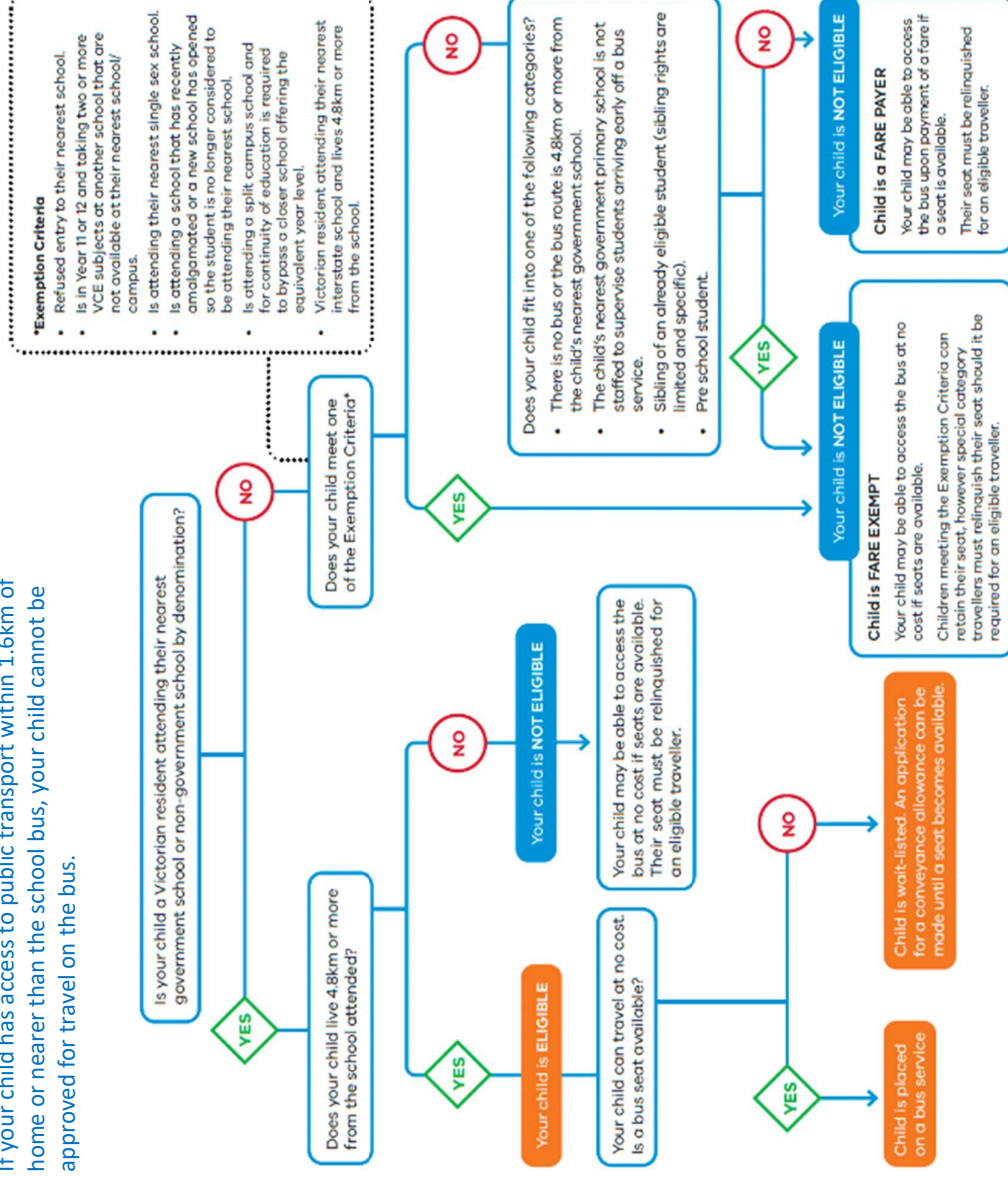 If your child has access to public transport within 1.6km of
home or nearer than the school bus, your child cannot be
approved for travel on the bus.
Is your child a Victorian resident attending their nearest
government school or non-government school by denomination?
YES
NO
Does your child live 4.8km or more
from the school attended?
Does your child meet one
of the Exemption Criteria*
*Exemption Criteria
• Refused entry to their nearest school.
• Is in Year 11 or 12 and taking two or more
VCE subjects at another school that are
not available at their nearest school/
campus.
• Is attending their nearest single sex school.
• Is attending a school that has recently
amalgamated or a new school has opened
so the student is no longer considered to
be attending their nearest school.
• Is attending a split campus school and
for continuity of education is required
to bypass a closer school offering the
equivalent year level.
• Victorian resident attending their nearest
interstate school and lives 4.8km or more
from the school.
YES
NO
YES
NO
Your child is ELIGIBLE
Your child is NOT ELIGIBLE
Your child can travel at no cost.
Is a bus seat available?
Your child may be able to access the
bus at no cost if seats are available.
Their seat must be relinquished for
an eligible traveller.
Does your child fit into one of the following categories?
• There is no bus or the bus route is 4.8km or more from
the child's nearest government school.
• The child's nearest government primary school is not
staffed to supervise students arriving early off a bus
service.
• Sibling of an already eligible student (sibling rights are
limited and specific).
• Pre school student.
YES
NO
YES
NO
Child is placed
on a bus service
Child is wait-listed. An application
for a conveyance allowance can be
made until a seat becomes available.
Your child is NOT ELIGIBLE
Child is FARE EXEMPT
Your child may be able to access the bus at no
cost if seats are available.
Children meeting the Exemption Criteria can
retain their seat, however special category
travellers must relinquish their seat should it be
required for an eligible traveller.
Your child is NOT ELIGIBLE
Child is a FARE PAYER
Your child may be able to access
the bus upon payment of a fare if
a seat is available.
Their seat must be relinquished
for an eligible traveller.